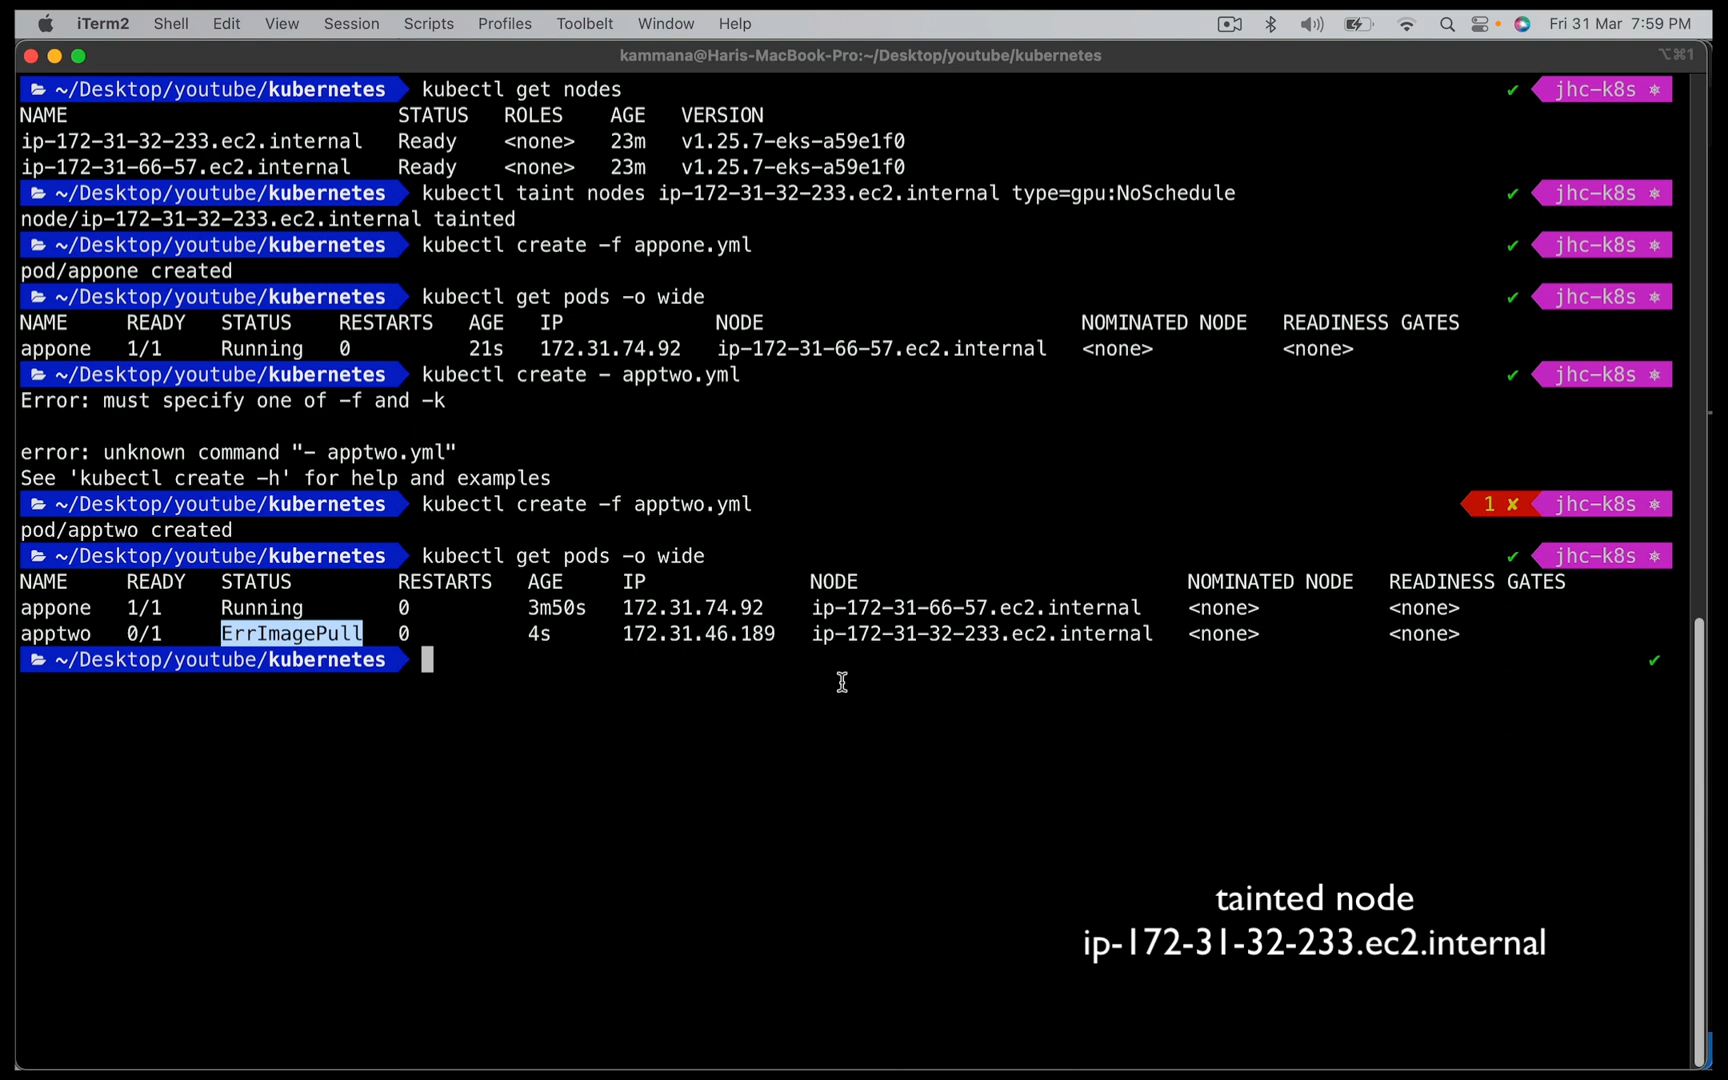 iTerm2 Shell Edit View Session Scripts Profiles Toolbelt Window Help Fri 31 Mar 7:59 PM
kammana@Haris-MacBook-Pro:~/Desktop/youtube/kubernetes ⌥⌘1
~/Desktop/youtube/kubernetes kubectl get nodes ✔ jhc-k8s ⎈
NAME STATUS ROLES AGE VERSION
ip-172-31-32-233.ec2.internal Ready <none> 23m v1.25.7-eks-a59e1f0
ip-172-31-66-57.ec2.internal Ready <none> 23m v1.25.7-eks-a59e1f0
~/Desktop/youtube/kubernetes kubectl taint nodes ip-172-31-32-233.ec2.internal type=gpu:NoSchedule ✔ jhc-k8s ⎈
node/ip-172-31-32-233.ec2.internal tainted
~/Desktop/youtube/kubernetes kubectl create -f appone.yml ✔ jhc-k8s ⎈
pod/appone created
~/Desktop/youtube/kubernetes kubectl get pods -o wide ✔ jhc-k8s ⎈
NAME READY STATUS RESTARTS AGE IP NODE NOMINATED NODE READINESS GATES
appone 1/1 Running 0 21s 172.31.74.92 ip-172-31-66-57.ec2.internal <none> <none>
~/Desktop/youtube/kubernetes kubectl create - apptwo.yml ✔ jhc-k8s ⎈
Error: must specify one of -f and -k
error: unknown command "- apptwo.yml"
See 'kubectl create -h' for help and examples
~/Desktop/youtube/kubernetes kubectl create -f apptwo.yml 1 ✘ jhc-k8s ⎈
pod/apptwo created
~/Desktop/youtube/kubernetes kubectl get pods -o wide ✔ jhc-k8s ⎈
NAME READY STATUS RESTARTS AGE IP NODE NOMINATED NODE READINESS GATES
appone 1/1 Running 0 3m50s 172.31.74.92 ip-172-31-66-57.ec2.internal <none> <none>
apptwo 0/1 ErrImagePull 0 4s 172.31.46.189 ip-172-31-32-233.ec2.internal <none> <none>
~/Desktop/youtube/kubernetes ✔
tainted node
ip-172-31-32-233.ec2.internal